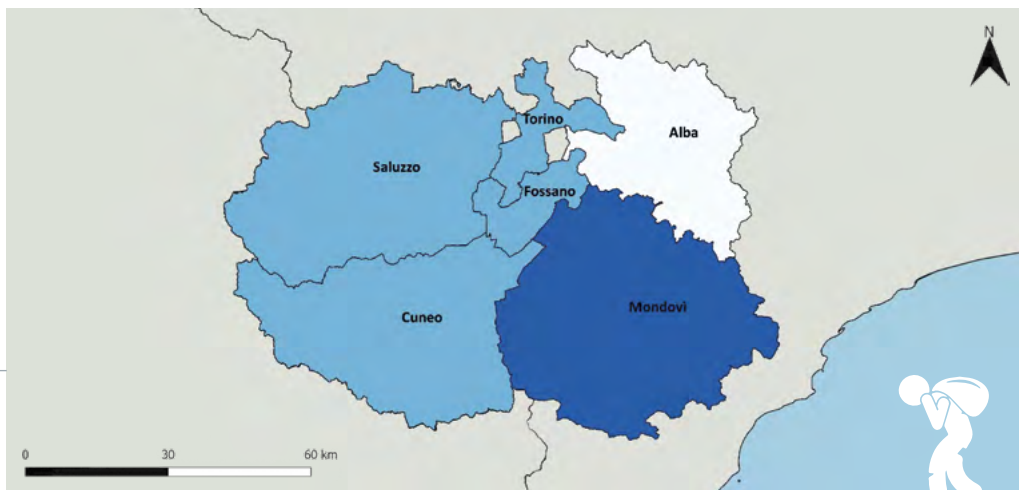 N
Torino
Alba
Saluzzo
Fossano
Mondovì
Cuneo
0 30 60 km